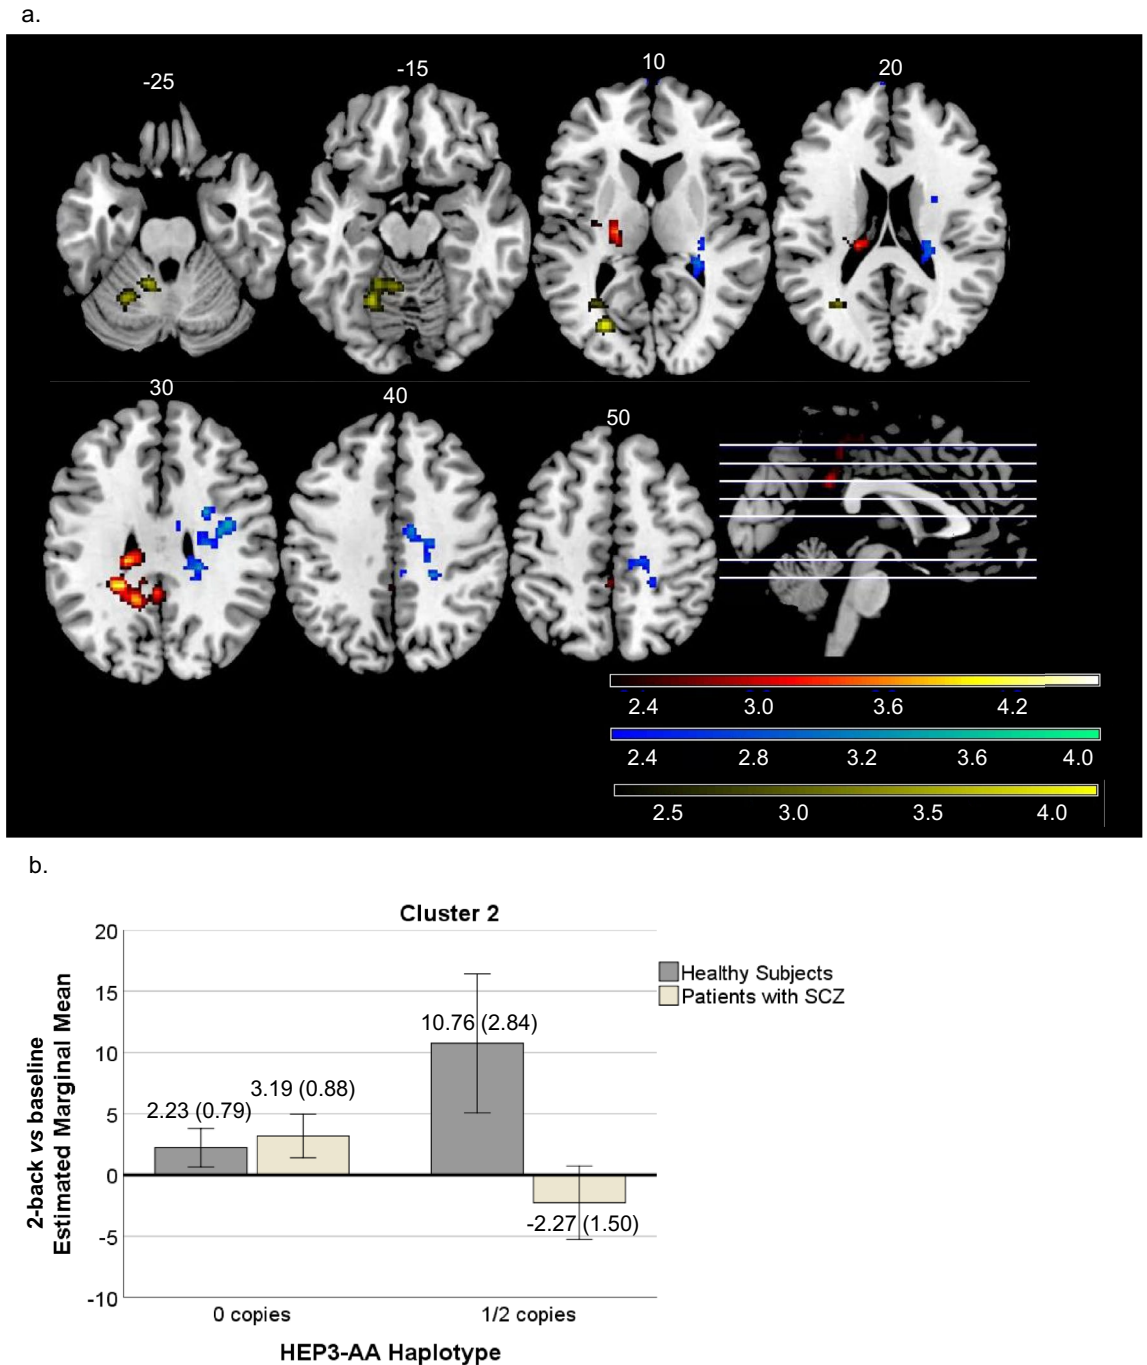 a.
-25
-15
10
20
30
40
50
2.4 3.0 3.6 4.2
2.4 2.8 3.2 3.6 4.0
2.5 3.0 3.5 4.0
b.
Cluster 2
20
15
10
5
0
-5
-10
2-back vs baseline
Estimated Marginal Mean
Healthy Subjects
Patients with SCZ
2.23 (0.79)
3.19 (0.88)
10.76 (2.84)
-2.27 (1.50)
0 copies
1/2 copies
HEP3-AA Haplotype